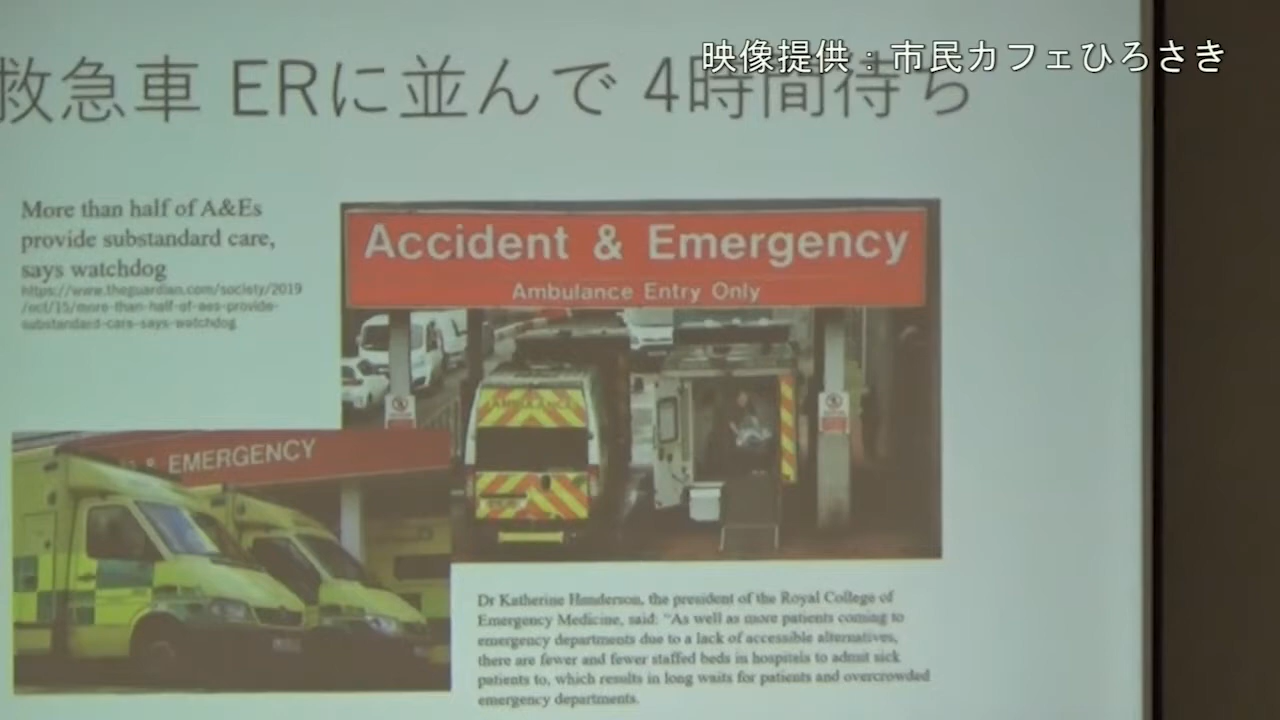 映像提供：市民カフェひろさき
救急車 ERに並んで 4時間待ち
More than half of A&Es
provide substandard care,
says watchdog
https://www.theguardian.com/society/2019
/oct/15/more-than-half-of-aes-provide-
substandard-care-says-watchdog
Accident & Emergency
Ambulance Entry Only
& EMERGENCY
Dr Katherine Henderson, the president of the Royal College of
Emergency Medicine, said: “As well as more patients coming to
emergency departments due to a lack of accessible alternatives,
there are fewer and fewer staffed beds in hospitals to admit sick
patients to, which results in long waits for patients and overcrowded
emergency departments.